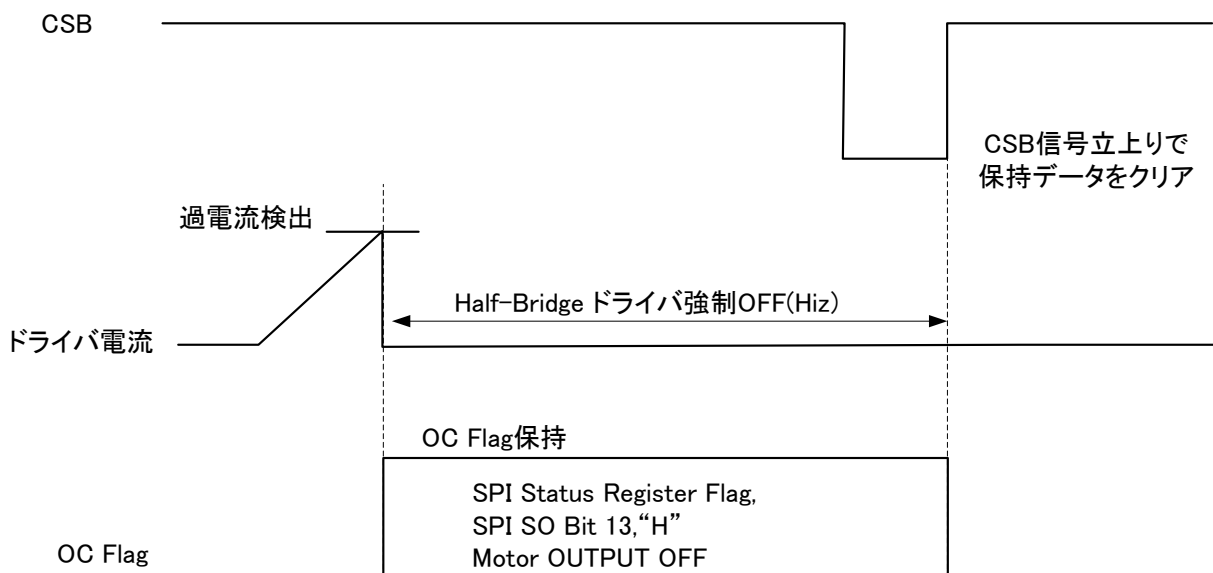 CSB
CSB信号立上りで
保持データをクリア
過電流検出
Half-Bridge ドライバ強制OFF(Hiz)
ドライバ電流
OC Flag保持
SPI Status Register Flag,
SPI SO Bit 13,“H”
Motor OUTPUT OFF
OC Flag